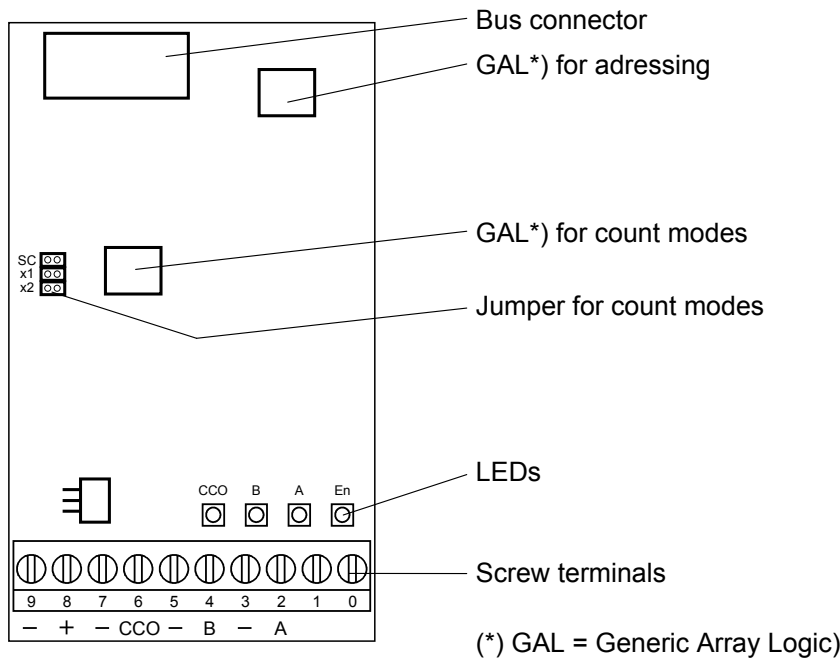 Bus connector
GAL*) for adressing
GAL*) for count modes
SC
x1
x2
Jumper for count modes
LEDs
CCO B A En
Screw terminals
9 8 7 6 5 4 3 2 1 0
− + − CCO − B − A
(*) GAL = Generic Array Logic)